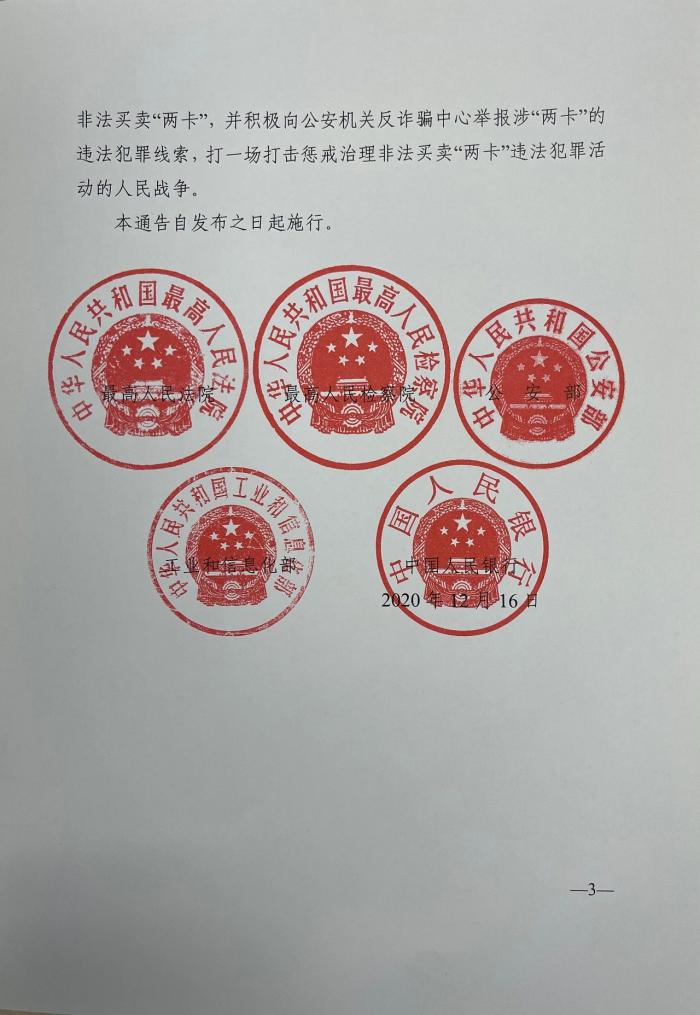 非法买卖“两卡”，并积极向公安机关反诈骗中心举报涉“两卡”的
违法犯罪线索，打一场打击惩戒治理非法买卖“两卡”违法犯罪活
动的人民战争。
本通告自发布之日起施行。
中华人民共和国最高人民法院
最高人民法院
中华人民共和国最高人民检察院
最高人民检察院
中华人民共和国公安部
公 安 部
中华人民共和国工业和信息化部
工业和信息化部
中国人民银行
中国人民银行
2020 年 12 月 16 日
—3—